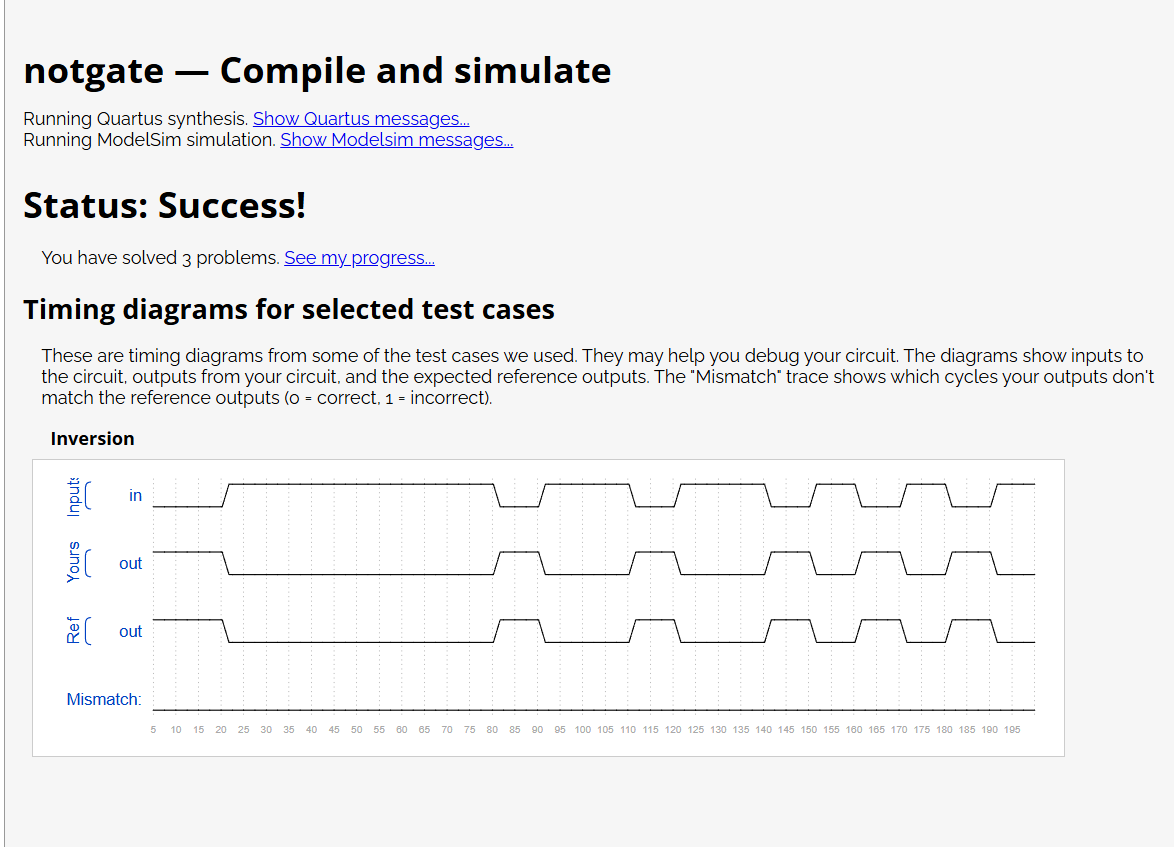 notgate — Compile and simulate
Running Quartus synthesis. Show Quartus messages...
Running ModelSim simulation. Show Modelsim messages...
Status: Success!
You have solved 3 problems. See my progress...
Timing diagrams for selected test cases
These are timing diagrams from some of the test cases we used. They may help you debug your circuit. The diagrams show inputs to
the circuit, outputs from your circuit, and the expected reference outputs. The "Mismatch" trace shows which cycles your outputs don't
match the reference outputs (0 = correct, 1 = incorrect).
Inversion
Inputs in
Yours out
Ref out
Mismatch:
5 10 15 20 25 30 35 40 45 50 55 60 65 70 75 80 85 90 95 100 105 110 115 120 125 130 135 140 145 150 155 160 165 170 175 180 185 190 195